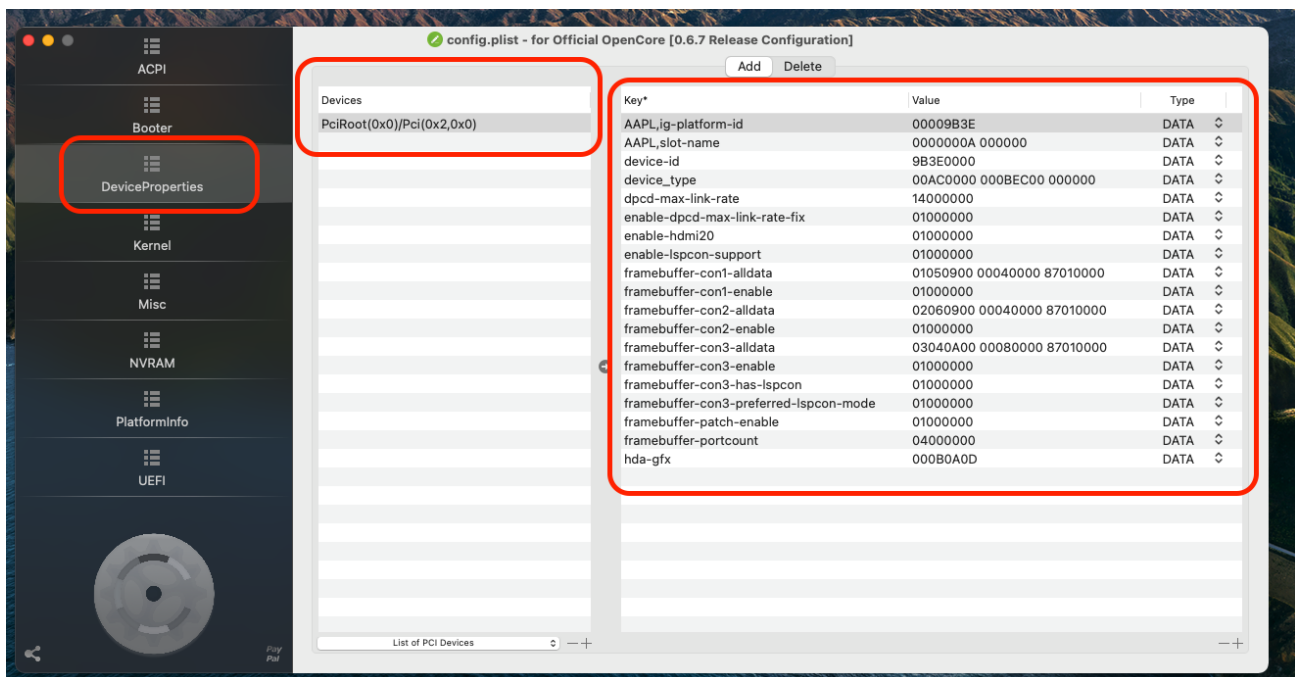 config.plist - for Official OpenCore [0.6.7 Release Configuration]
ACPI
Booter
DeviceProperties
Kernel
Misc
NVRAM
PlatformInfo
UEFI
Pay
Pal
Add Delete
Devices
PciRoot(0x0)/Pci(0x2,0x0)
List of PCI Devices
Key* Value Type
AAPL,ig-platform-id 00009B3E DATA
AAPL,slot-name 0000000A 000000 DATA
device-id 9B3E0000 DATA
device_type 00AC0000 000BEC00 000000 DATA
dpcd-max-link-rate 14000000 DATA
enable-dpcd-max-link-rate-fix 01000000 DATA
enable-hdmi20 01000000 DATA
enable-lspcon-support 01000000 DATA
framebuffer-con1-alldata 01050900 00040000 87010000 DATA
framebuffer-con1-enable 01000000 DATA
framebuffer-con2-alldata 02060900 00040000 87010000 DATA
framebuffer-con2-enable 01000000 DATA
framebuffer-con3-alldata 03040A00 00080000 87010000 DATA
framebuffer-con3-enable 01000000 DATA
framebuffer-con3-has-lspcon 01000000 DATA
framebuffer-con3-preferred-lspcon-mode 01000000 DATA
framebuffer-patch-enable 01000000 DATA
framebuffer-portcount 04000000 DATA
hda-gfx 000B0A0D DATA